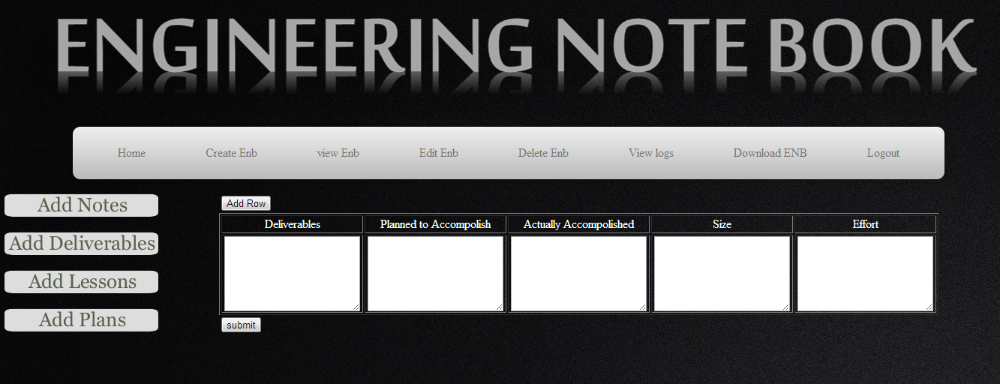 ENGINEERING NOTE BOOK
Home Create Enb view Enb Edit Enb Delete Enb View logs Download ENB Logout
Add Notes
Add Deliverables
Add Lessons
Add Plans
Add Row
Deliverables Planned to Accompolish Actually Accompolished Size Effort
submit